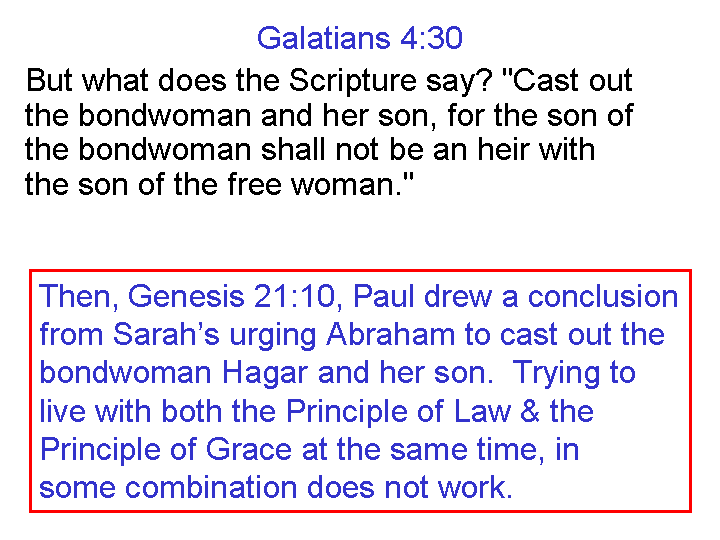 Galatians 4:30
But what does the Scripture say? "Cast out
the bondwoman and her son, for the son of
the bondwoman shall not be an heir with
the son of the free woman."
Then, Genesis 21:10, Paul drew a conclusion
from Sarah’s urging Abraham to cast out the
bondwoman Hagar and her son.  Trying to
live with both the Principle of Law & the
Principle of Grace at the same time, in
some combination does not work.